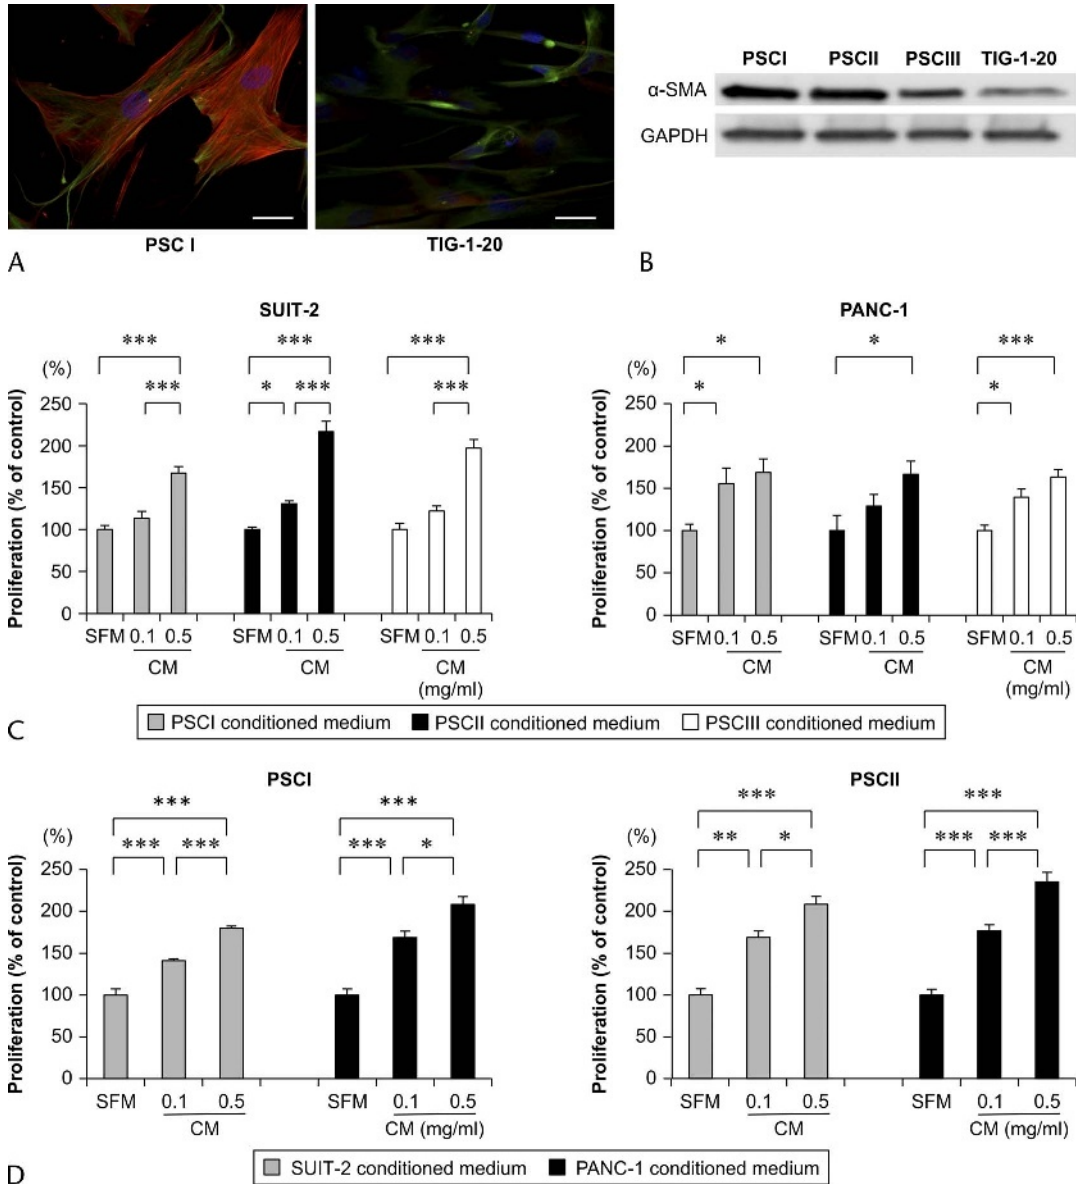 PSCI PSCII PSCIII TIG-1-20
α-SMA
GAPDH
PSC I TIG-1-20
A B
SUIT-2
(%)
Proliferation (% of control)
*** *** ***
*** * *** ***
250
200
150
100
50
0
SFM 0.1 0.5 SFM 0.1 0.5 SFM 0.1 0.5
CM CM CM
(mg/ml)
PANC-1
(%)
Proliferation (% of control)
* * ***
* *
250
200
150
100
50
0
SFM 0.1 0.5 SFM 0.1 0.5 SFM 0.1 0.5
CM CM CM
(mg/ml)
PSCI conditioned medium PSCII conditioned medium PSCIII conditioned medium
C
PSCI
(%)
Proliferation (% of control)
*** ***
*** *** *** *
250
200
150
100
50
0
SFM 0.1 0.5 SFM 0.1 0.5
CM CM (mg/ml)
PSCII
(%)
Proliferation (% of control)
*** ***
** * *** ***
250
200
150
100
50
0
SFM 0.1 0.5 SFM 0.1 0.5
CM CM (mg/ml)
SUIT-2 conditioned medium PANC-1 conditioned medium
D